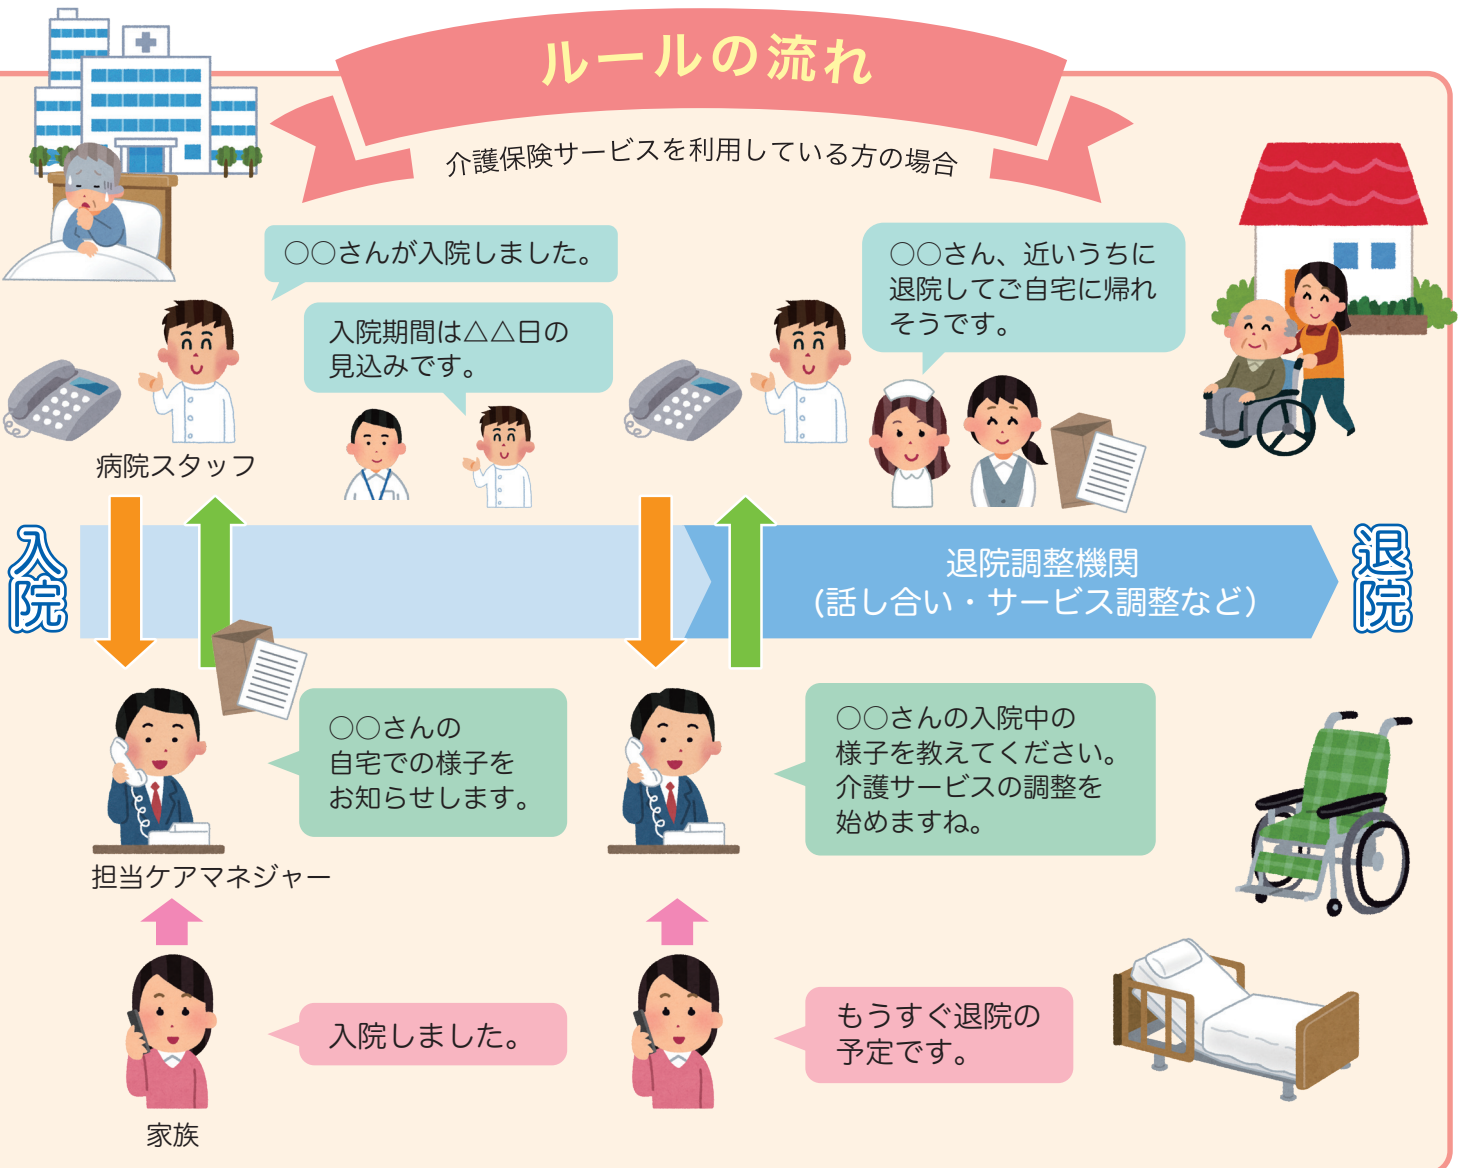 ルールの流れ
介護保険サービスを利用している方の場合
○○さんが入院しました。
入院期間は△△日の
見込みです。
○○さん、近いうちに
退院してご自宅に帰れ
そうです。
病院スタッフ
入院
退院調整機関
(話し合い・サービス調整など)
退院
○○さんの
自宅での様子を
お知らせします。
○○さんの入院中の
様子を教えてください。
介護サービスの調整を
始めますね。
担当ケアマネジャー
入院しました。
もうすぐ退院の
予定です。
家族